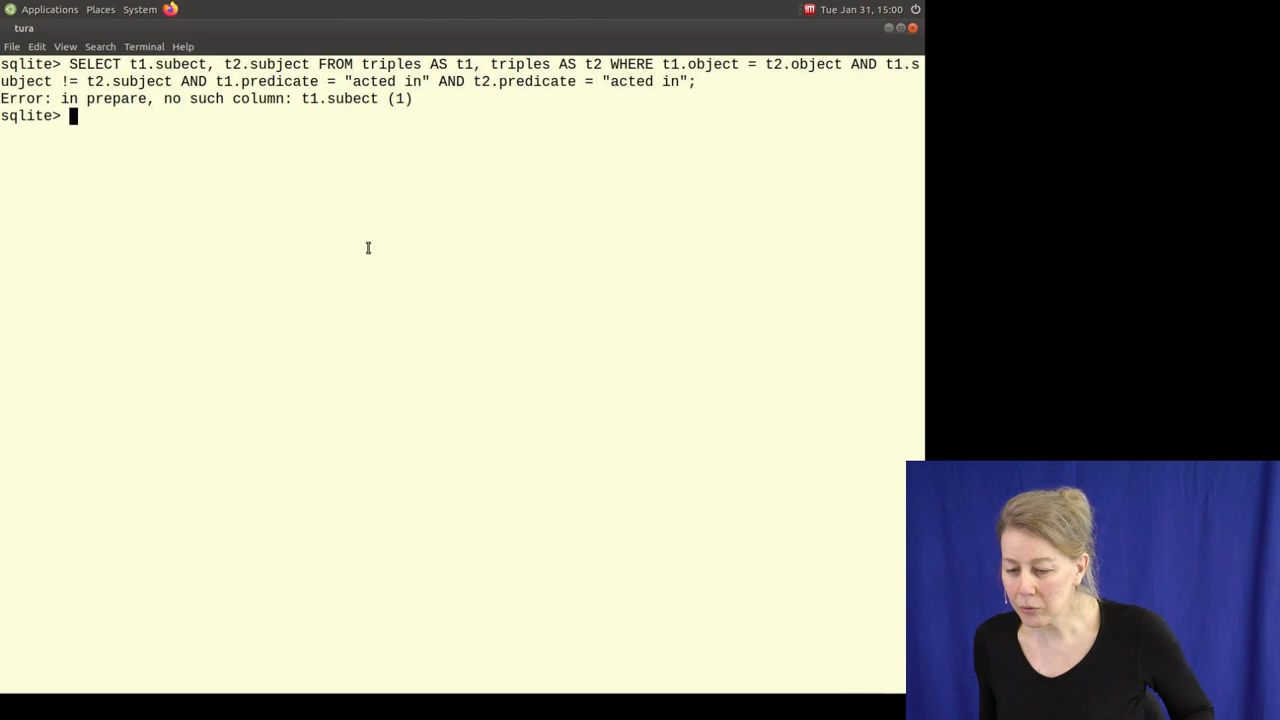 Applications Places System Tue Jan 31, 15:00
tura
File Edit View Search Terminal Help
sqlite> SELECT t1.subect, t2.subject FROM triples AS t1, triples AS t2 WHERE t1.object = t2.object AND t1.s
ubject != t2.subject AND t1.predicate = "acted in" AND t2.predicate = "acted in";
Error: in prepare, no such column: t1.subect (1)
sqlite>